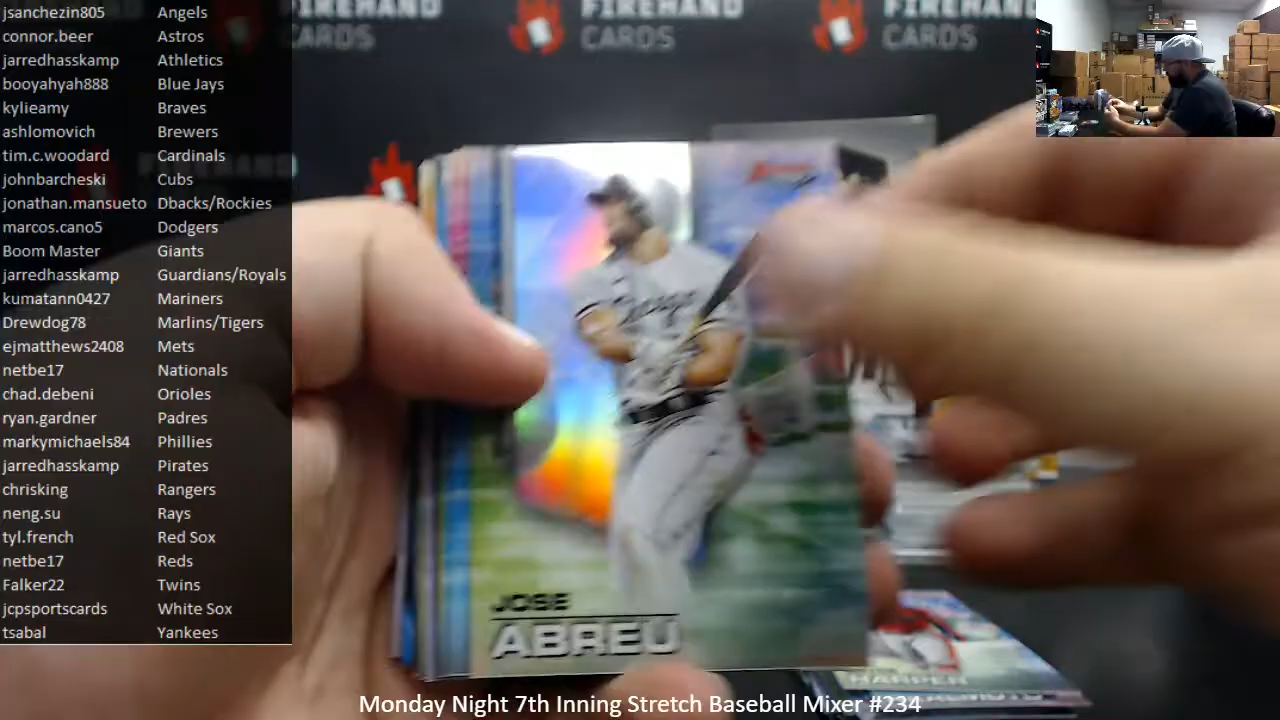 jsanchezin805 Angels
connor.beer Astros
jarredhasskamp Athletics
booyahyah888 Blue Jays
kylieamy Braves
ashlomovich Brewers
tim.c.woodard Cardinals
johnbarcheski Cubs
jonathan.mansueto Dbacks/Rockies
marcos.cano5 Dodgers
Boom Master Giants
jarredhasskamp Guardians/Royals
kumatann0427 Mariners
Drewdog78 Marlins/Tigers
ejmatthews2408 Mets
netbe17 Nationals
chad.debeni Orioles
ryan.gardner Padres
markymichaels84 Phillies
jarredhasskamp Pirates
chrisking Rangers
neng.su Rays
tyl.french Red Sox
netbe17 Reds
Falker22 Twins
jcpsportscards White Sox
tsabal Yankees
FIREHAND
CARDS
FIREHAND
CARDS
FIREHAND
CARDS
JOSE
ABREU
HARPER
Monday Night 7th Inning Stretch Baseball Mixer #234